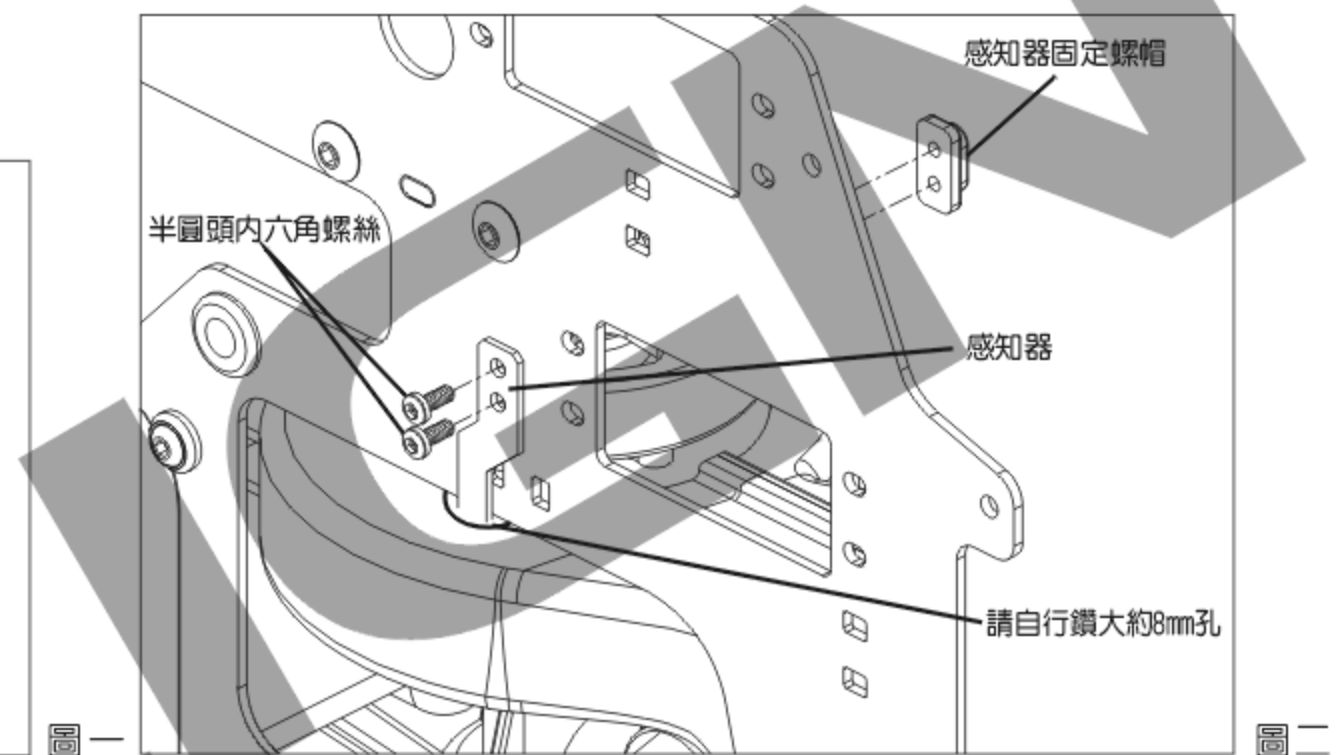 感知器固定螺帽
半圓頭內六角螺絲
感知器
請自行鑽大約8mm孔
圖一
圖一